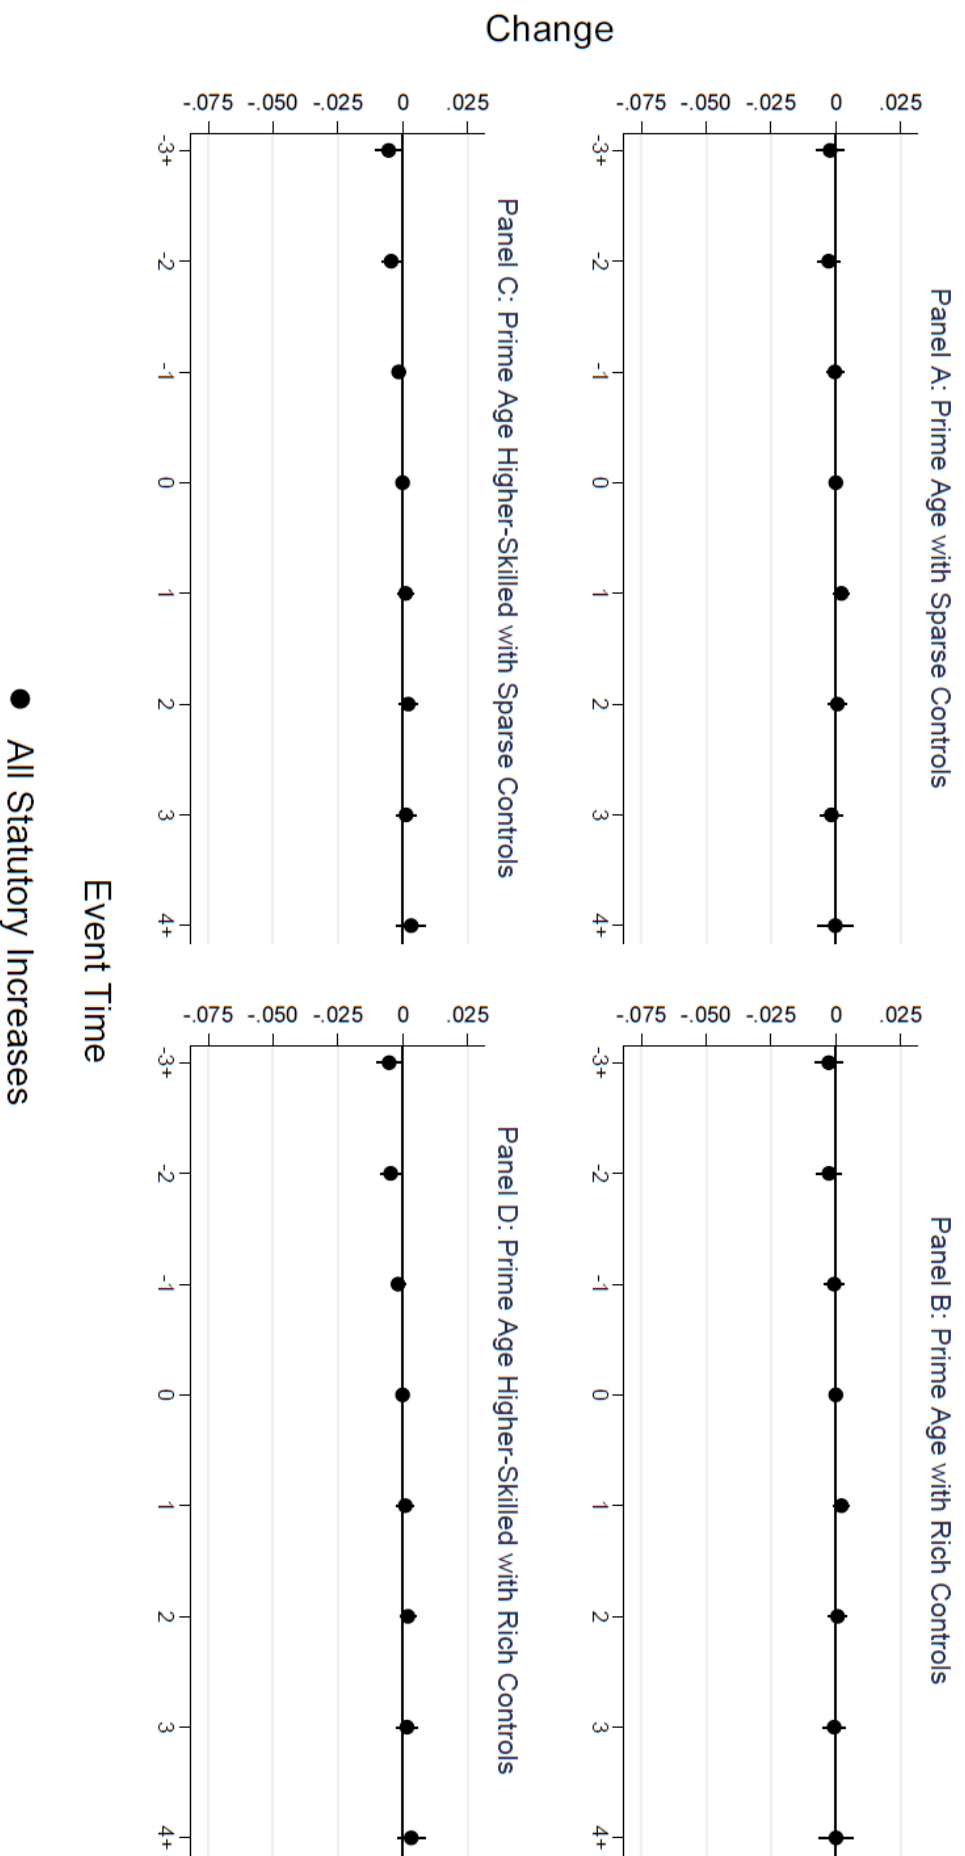 Panel A: Prime Age with Sparse Controls
.025
0
-.025
-.050
-.075
-3+ -2 -1 0 1 2 3 4+
Panel B: Prime Age with Rich Controls
.025
0
-.025
-.050
-.075
-3+ -2 -1 0 1 2 3 4+
Change
Panel C: Prime Age Higher-Skilled with Sparse Controls
.025
0
-.025
-.050
-.075
-3+ -2 -1 0 1 2 3 4+
Panel D: Prime Age Higher-Skilled with Rich Controls
.025
0
-.025
-.050
-.075
-3+ -2 -1 0 1 2 3 4+
Event Time
All Statutory Increases